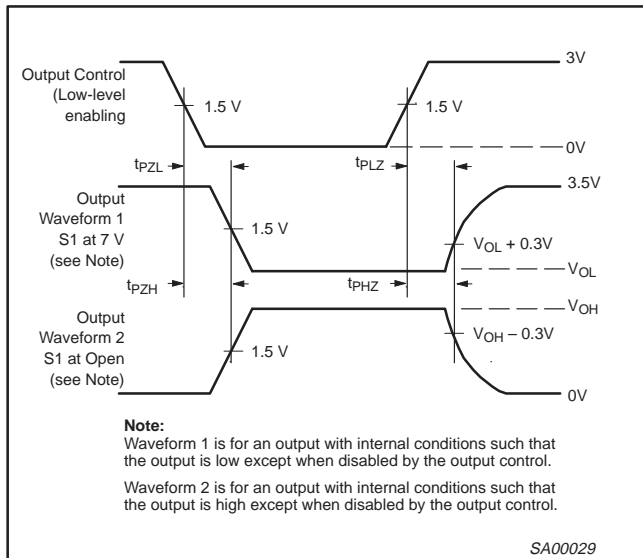 Output Control
(Low-level
enabling
1.5 V
1.5 V
3V
0V
tPZL
tPLZ
Output
Waveform 1
S1 at 7 V
(see Note)
1.5 V
3.5V
VOL + 0.3V
VOL
tPZH
tPHZ
VOH
Output
Waveform 2
S1 at Open
(see Note)
1.5 V
VOH – 0.3V
0V
Note:
Waveform 1 is for an output with internal conditions such that
the output is low except when disabled by the output control.
Waveform 2 is for an output with internal conditions such that
the output is high except when disabled by the output control.
SA00029